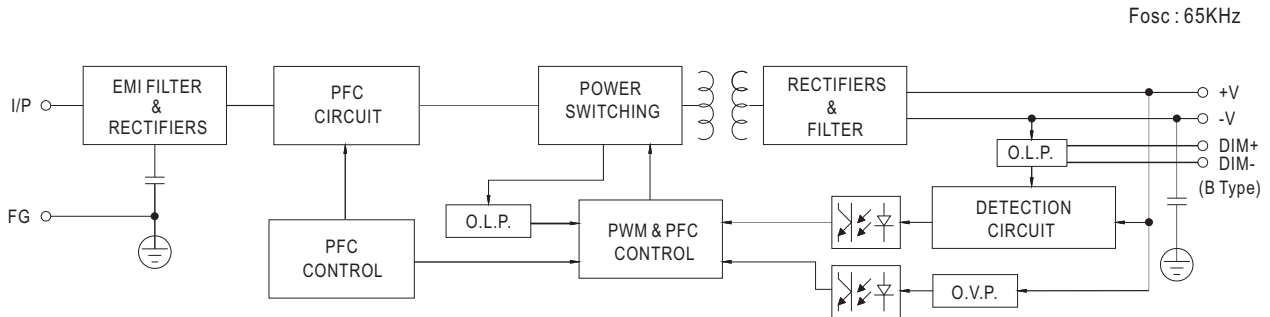 Fosc : 65KHz
I/P
EMI FILTER
&
RECTIFIERS
PFC
CIRCUIT
POWER
SWITCHING
RECTIFIERS
&
FILTER
+V
-V
DIM+
DIM-
(B Type)
O.L.P.
FG
O.L.P.
PFC
CONTROL
PWM & PFC
CONTROL
DETECTION
CIRCUIT
O.V.P.